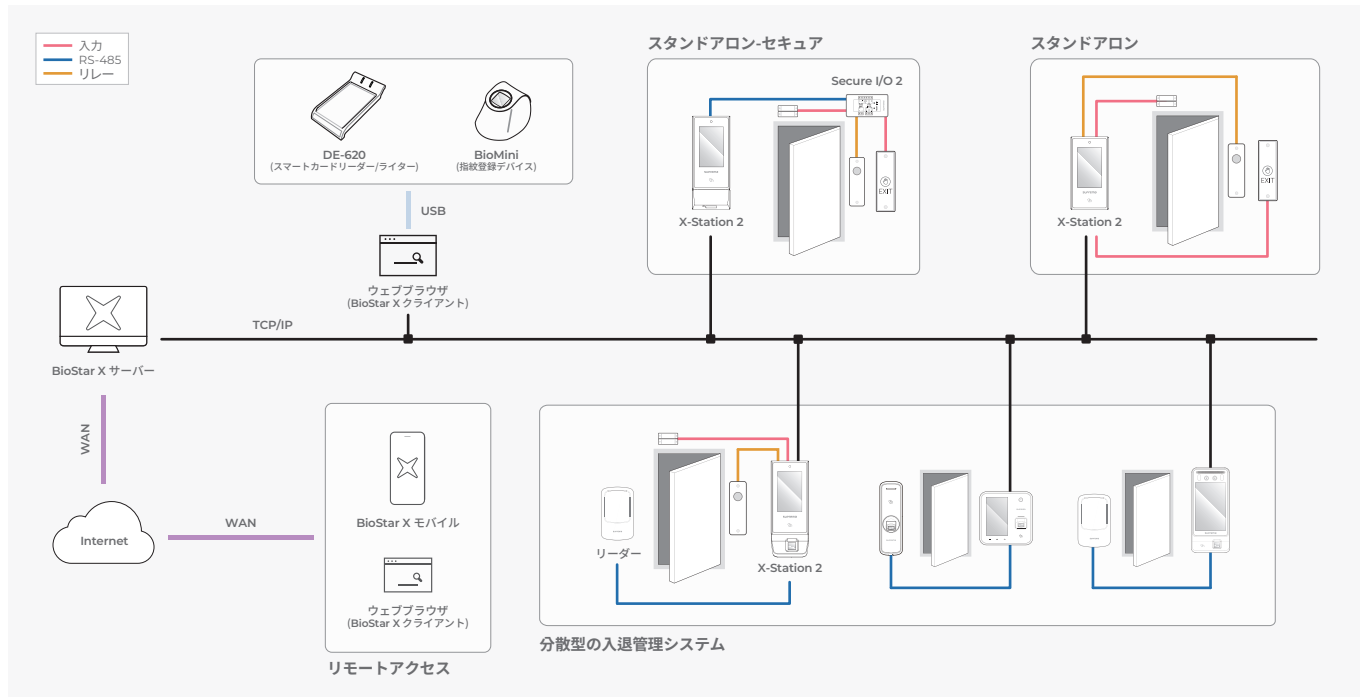 入力
RS-485
リレー
DE-620
(スマートカードリーダー/ライター)
BioMini
(指紋登録デバイス)
USB
ウェブブラウザ
(BioStar X クライアント)
スタンドアロン-セキュア
Secure I/O 2
EXIT
X-Station 2
スタンドアロン
EXIT
X-Station 2
TCP/IP
BioStar X サーバー
WAN
Internet
WAN
BioStar X モバイル
ウェブブラウザ
(BioStar X クライアント)
リモートアクセス
リーダー
X-Station 2
分散型の入退管理システム